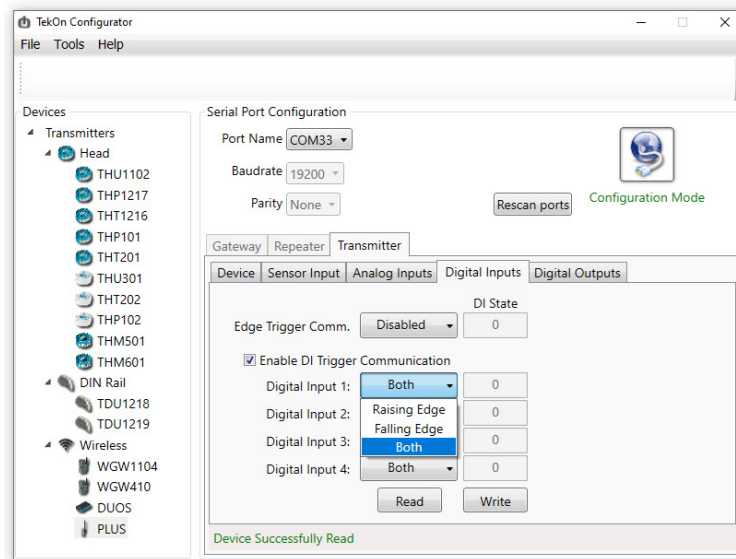 TekOn Configurator
File Tools Help
Devices
Transmitters
Head
THU1102
THP1217
THT1216
THP101
THT201
THU301
THT202
THP102
THM501
THM601
DIN Rail
TDU1218
TDU1219
Wireless
WGW1104
WGW410
DUOS
PLUS
Serial Port Configuration
Port Name COM33
Baudrate 19200
Parity None
Rescan ports
Configuration Mode
Gateway Repeater Transmitter
Device Sensor Input Analog Inputs Digital Inputs Digital Outputs
DI State
Edge Trigger Comm. Disabled 0
Enable DI Trigger Communication
Digital Input 1: Both 0
Raising Edge
Digital Input 2: 0
Falling Edge
Digital Input 3: 0
Both
Digital Input 4: Both 0
Read Write
Device Successfully Read